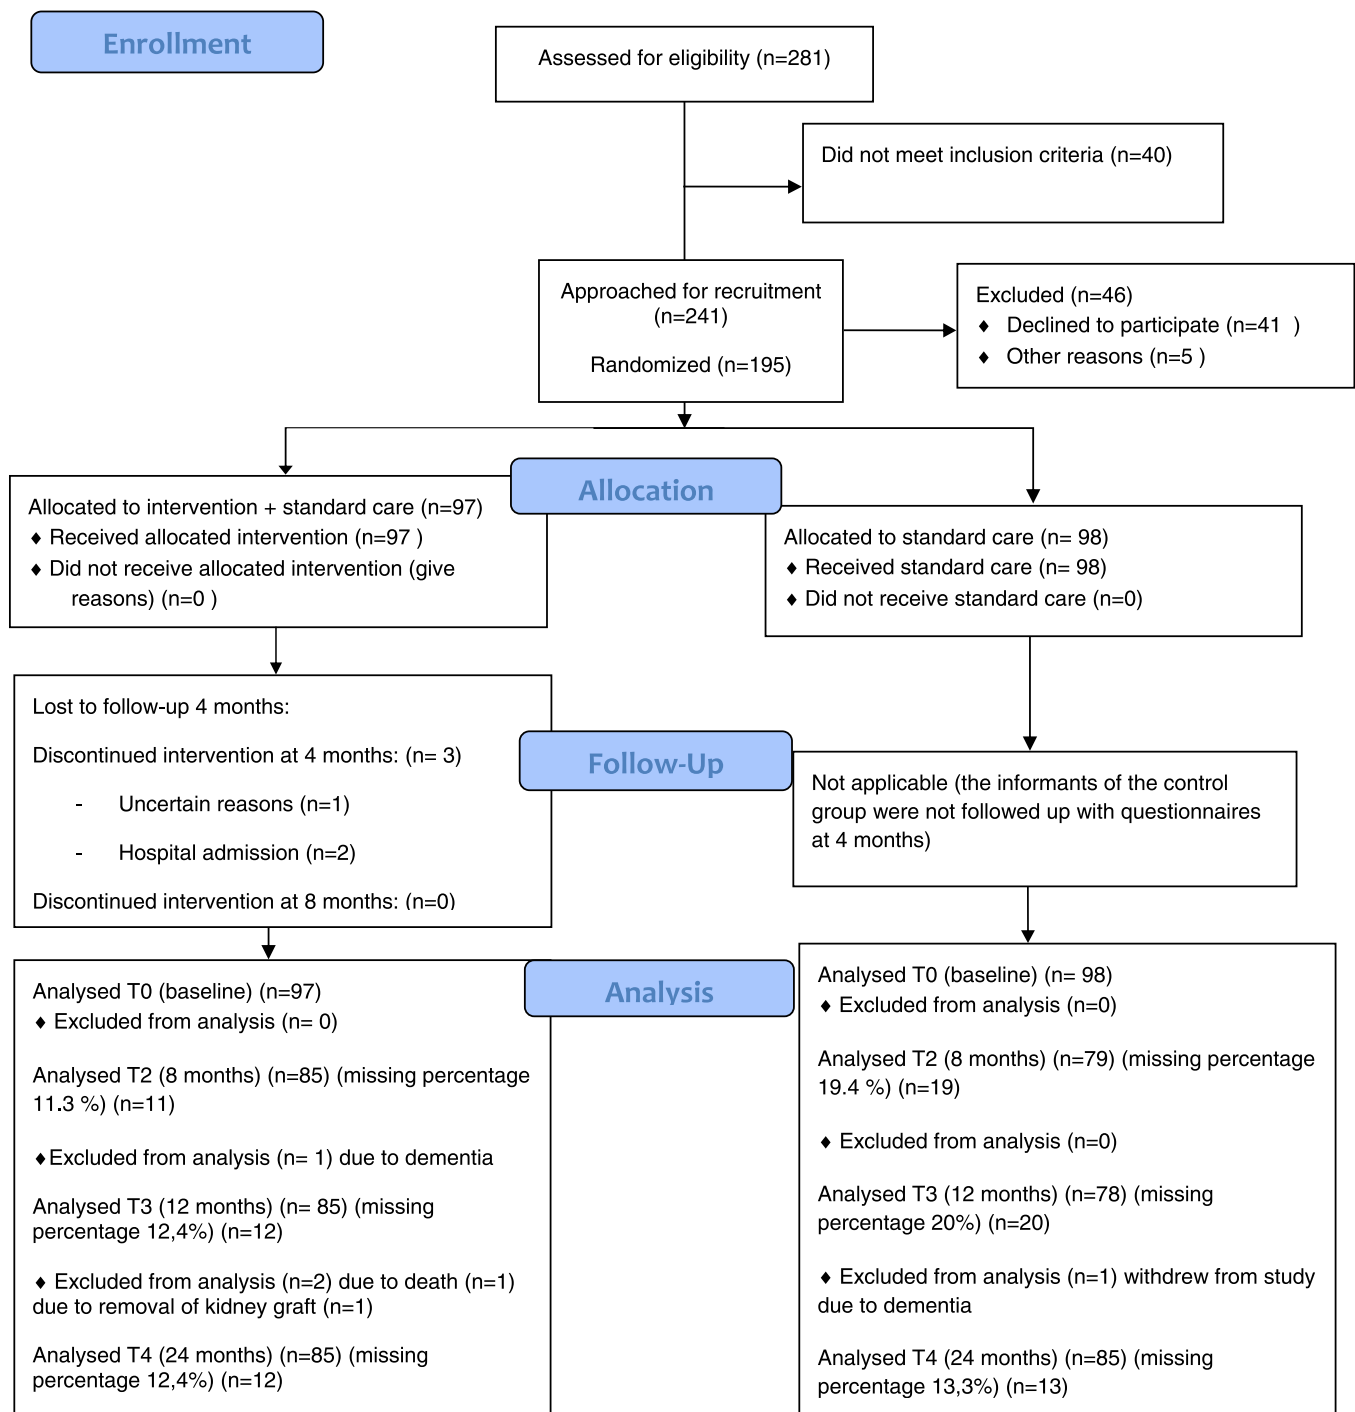 Enrollment
Assessed for eligibility (n=281)
Did not meet inclusion criteria (n=40)
Approached for recruitment
(n=241)
Randomized (n=195)
Excluded (n=46)
♦ Declined to participate (n=41 )
♦ Other reasons (n=5 )
Allocation
Allocated to intervention + standard care (n=97)
♦ Received allocated intervention (n=97 )
♦ Did not receive allocated intervention (give
reasons) (n=0 )
Allocated to standard care (n= 98)
♦ Received standard care (n= 98)
♦ Did not receive standard care (n=0)
Follow-Up
Lost to follow-up 4 months:
Discontinued intervention at 4 months: (n= 3)
- Uncertain reasons (n=1)
- Hospital admission (n=2)
Discontinued intervention at 8 months: (n=0)
Not applicable (the informants of the control
group were not followed up with questionnaires
at 4 months)
Analysis
Analysed T0 (baseline) (n=97)
♦ Excluded from analysis (n= 0)
Analysed T2 (8 months) (n=85) (missing percentage
11.3 %) (n=11)
♦Excluded from analysis (n= 1) due to dementia
Analysed T3 (12 months) (n= 85) (missing
percentage 12,4%) (n=12)
♦ Excluded from analysis (n=2) due to death (n=1)
due to removal of kidney graft (n=1)
Analysed T4 (24 months) (n=85) (missing
percentage 12,4%) (n=12)
Analysed T0 (baseline) (n= 98)
♦ Excluded from analysis (n=0)
Analysed T2 (8 months) (n=79) (missing percentage
19.4 %) (n=19)
♦ Excluded from analysis (n=0)
Analysed T3 (12 months) (n=78) (missing
percentage 20%) (n=20)
♦ Excluded from analysis (n=1) withdrew from study
due to dementia
Analysed T4 (24 months) (n=85) (missing
percentage 13,3%) (n=13)